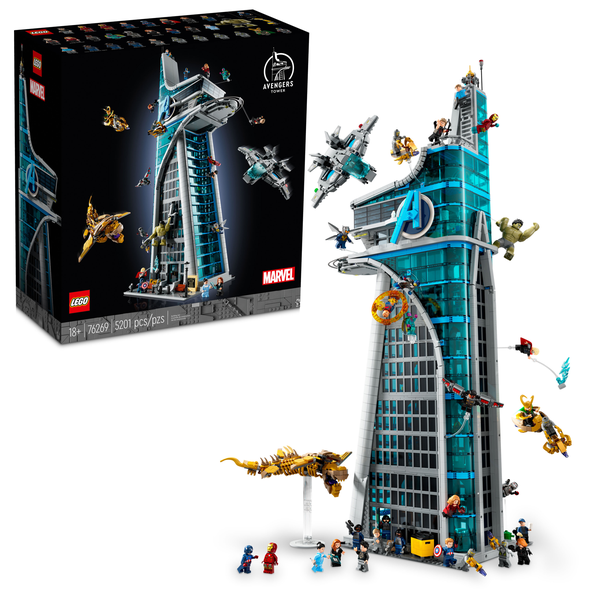 LEGO
MARVEL
AVENGERS
TOWER
MARVEL
LEGO
18+
76269
5201 pcs/pzs